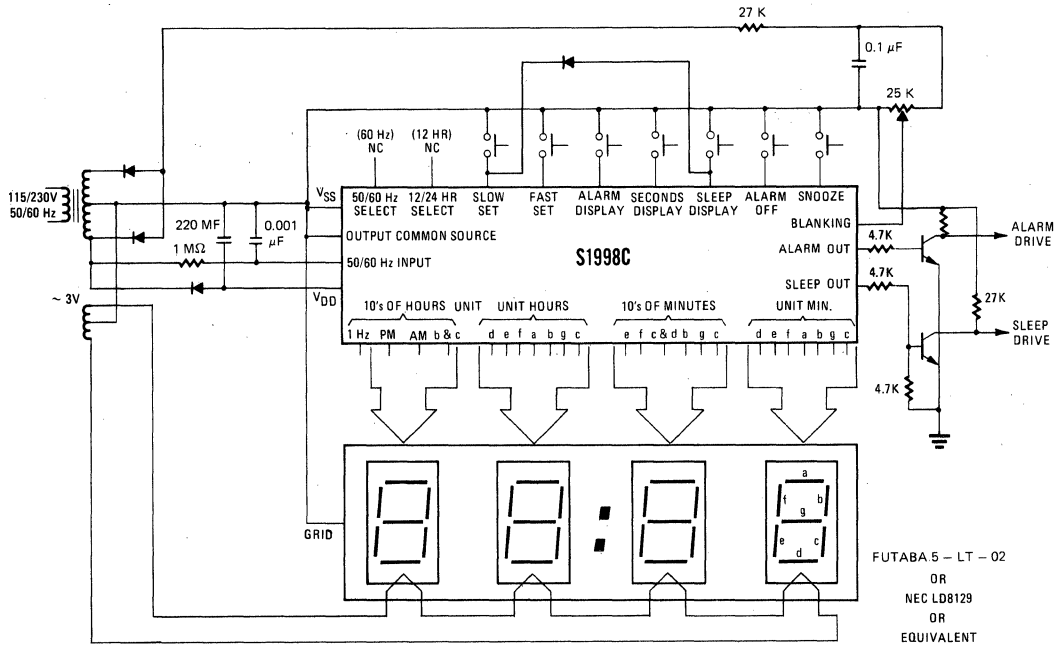 27 K
0.1 µF
25 K
(60 Hz)
NC
(12 HR)
NC
115/230V
50/60 Hz
VSS
50/60 Hz
SELECT
12/24 HR
SELECT
SLOW
SET
FAST
SET
ALARM
DISPLAY
SECONDS
DISPLAY
SLEEP
DISPLAY
ALARM
OFF
SNOOZE
BLANKING
220 MF
0.001
µF
OUTPUT COMMON SOURCE
1 MΩ
50/60 Hz INPUT
S1998C
ALARM OUT
4.7K
ALARM
DRIVE
SLEEP OUT
4.7K
27K
~ 3V
VDD
10's OF HOURS UNIT
UNIT HOURS
10's OF MINUTES
UNIT MIN.
1 Hz PM AM b & c
d e f a b g c
e f c & d b g c
d e f a b g c
SLEEP
DRIVE
4.7K
GRID
a
f b
g
e c
d
FUTABA 5 – LT – 02
OR
NEC LD8129
OR
EQUIVALENT